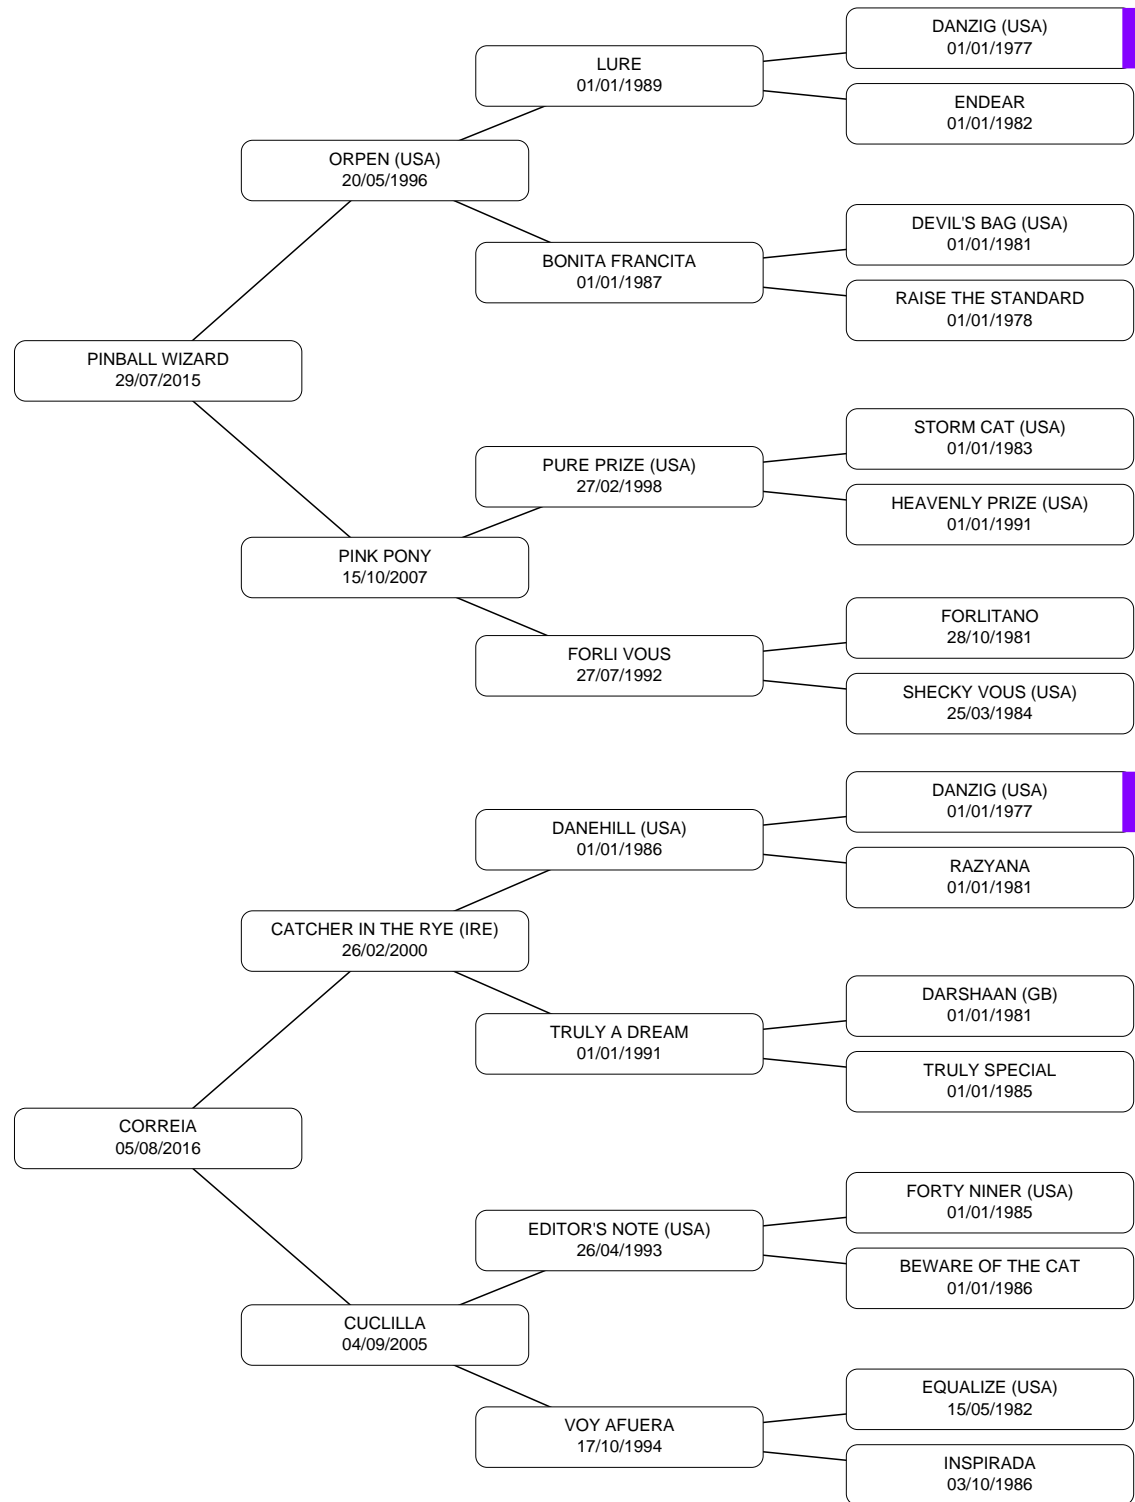 DANZIG (USA)
01/01/1977
LURE
01/01/1989
ENDEAR
01/01/1982
ORPEN (USA)
20/05/1996
DEVIL'S BAG (USA)
01/01/1981
BONITA FRANCITA
01/01/1987
RAISE THE STANDARD
01/01/1978
PINBALL WIZARD
29/07/2015
STORM CAT (USA)
01/01/1983
PURE PRIZE (USA)
27/02/1998
HEAVENLY PRIZE (USA)
01/01/1991
PINK PONY
15/10/2007
FORLITANO
28/10/1981
FORLI VOUS
27/07/1992
SHECKY VOUS (USA)
25/03/1984
DANZIG (USA)
01/01/1977
DANEHILL (USA)
01/01/1986
RAZYANA
01/01/1981
CATCHER IN THE RYE (IRE)
26/02/2000
DARSHAAN (GB)
01/01/1981
TRULY A DREAM
01/01/1991
TRULY SPECIAL
01/01/1985
CORREIA
05/08/2016
FORTY NINER (USA)
01/01/1985
EDITOR'S NOTE (USA)
26/04/1993
BEWARE OF THE CAT
01/01/1986
CUCLILLA
04/09/2005
EQUALIZE (USA)
15/05/1982
VOY AFUERA
17/10/1994
INSPIRADA
03/10/1986